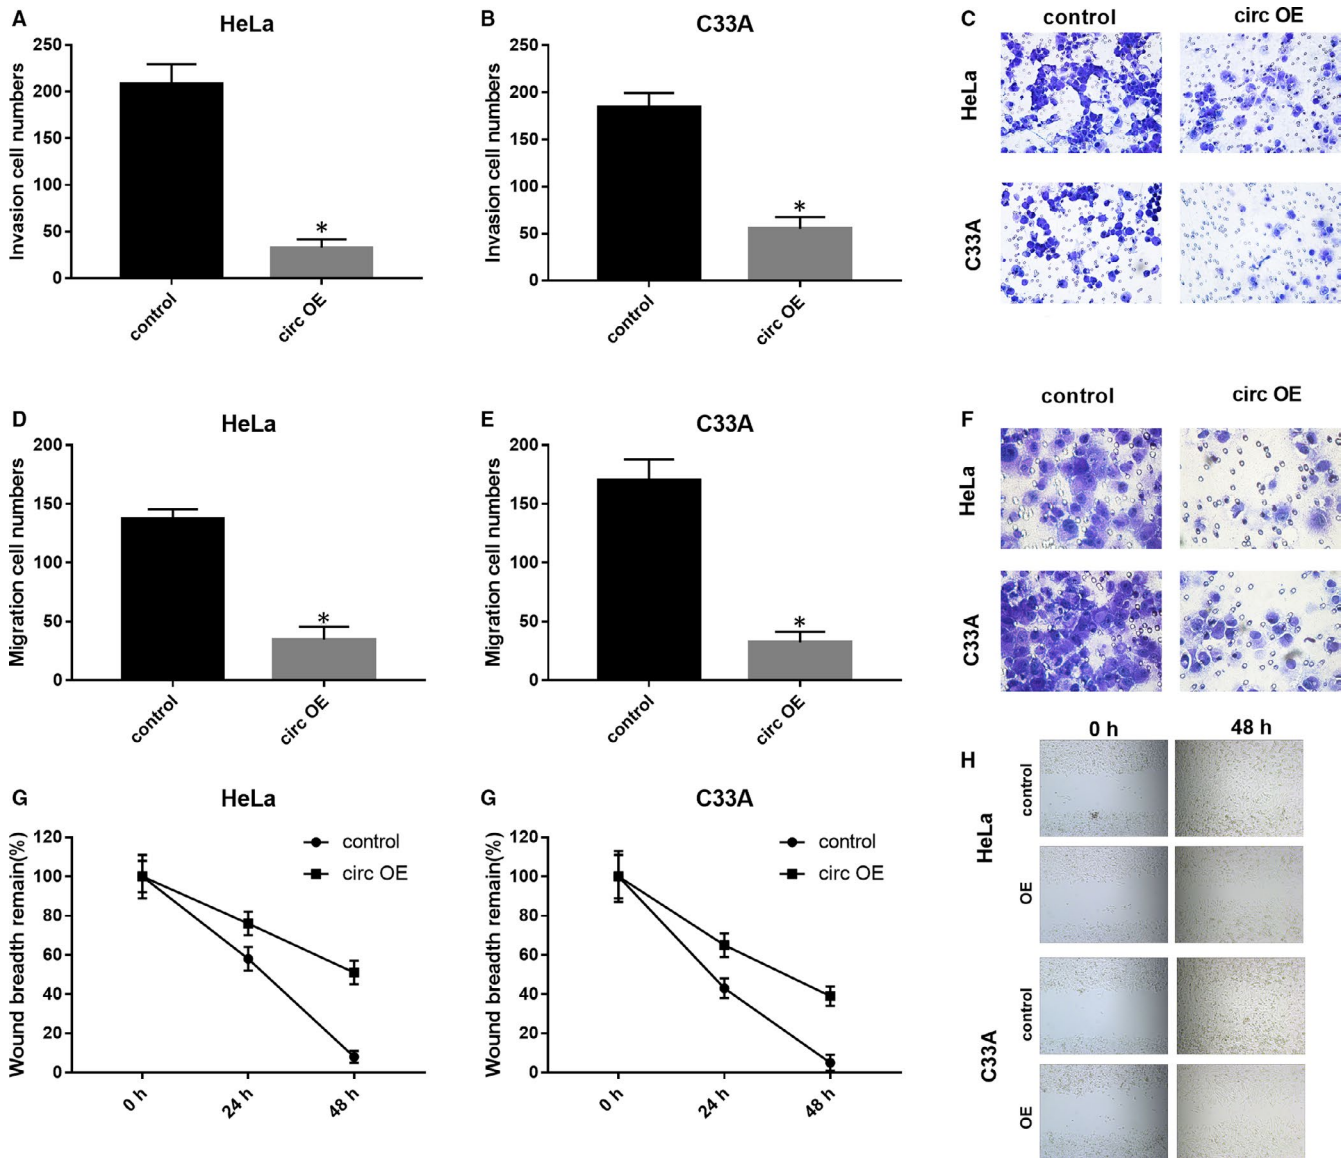 A
HeLa
Invasion cell numbers
250
200
150
100
50
0
*
control
circ OE
B
C33A
Invasion cell numbers
250
200
150
100
50
0
*
control
circ OE
C
control
circ OE
HeLa
C33A
D
HeLa
Migration cell numbers
200
150
100
50
0
*
control
circ OE
E
C33A
Migration cell numbers
200
150
100
50
0
*
control
circ OE
F
control
circ OE
HeLa
C33A
G
HeLa
Wound breadth remain(%)
120
100
80
60
40
20
0
control
circ OE
0 h
24 h
48 h
G
C33A
Wound breadth remain(%)
120
100
80
60
40
20
0
control
circ OE
0 h
24 h
48 h
H
0 h
48 h
HeLa
control
OE
C33A
control
OE